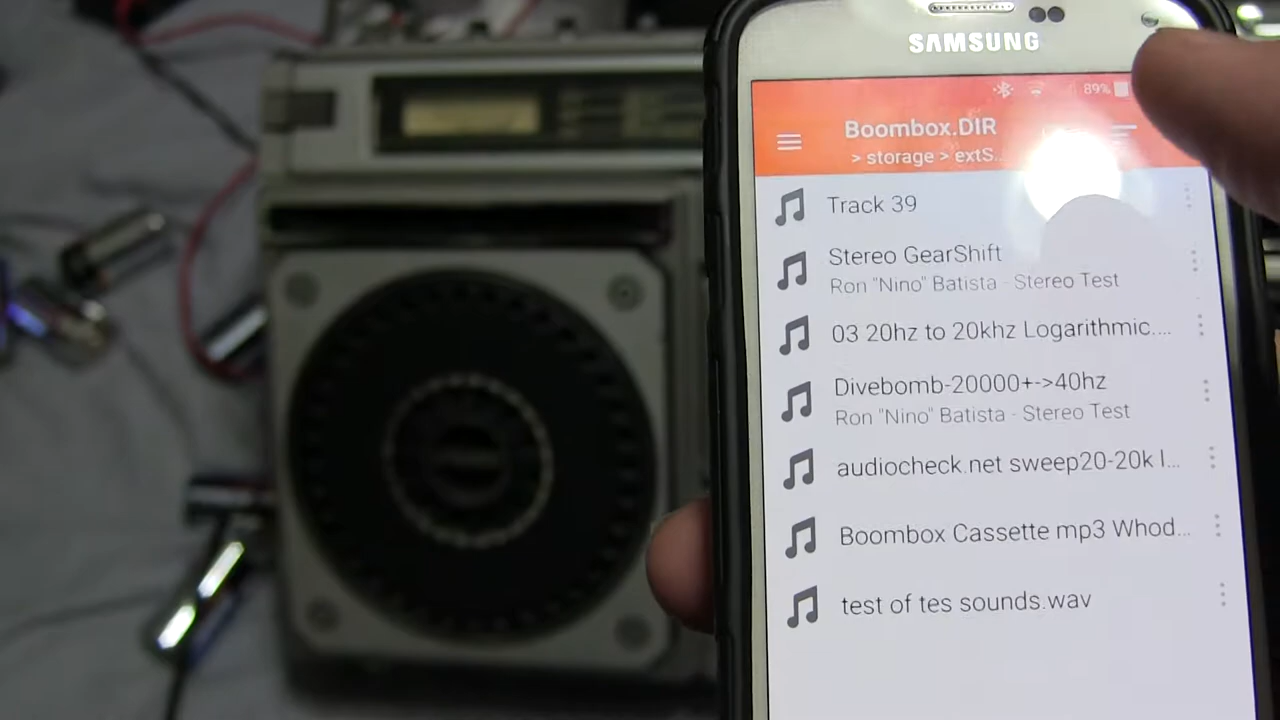 SAMSUNG
89%
Boombox.DIR
> storage > extS...
Track 39
Stereo GearShift
Ron "Nino" Batista - Stereo Test
03 20hz to 20khz Logarithmic....
Divebomb-20000+->40hz
Ron "Nino" Batista - Stereo Test
audiocheck.net sweep20-20k l...
Boombox Cassette mp3 Whod...
test of tes sounds.wav